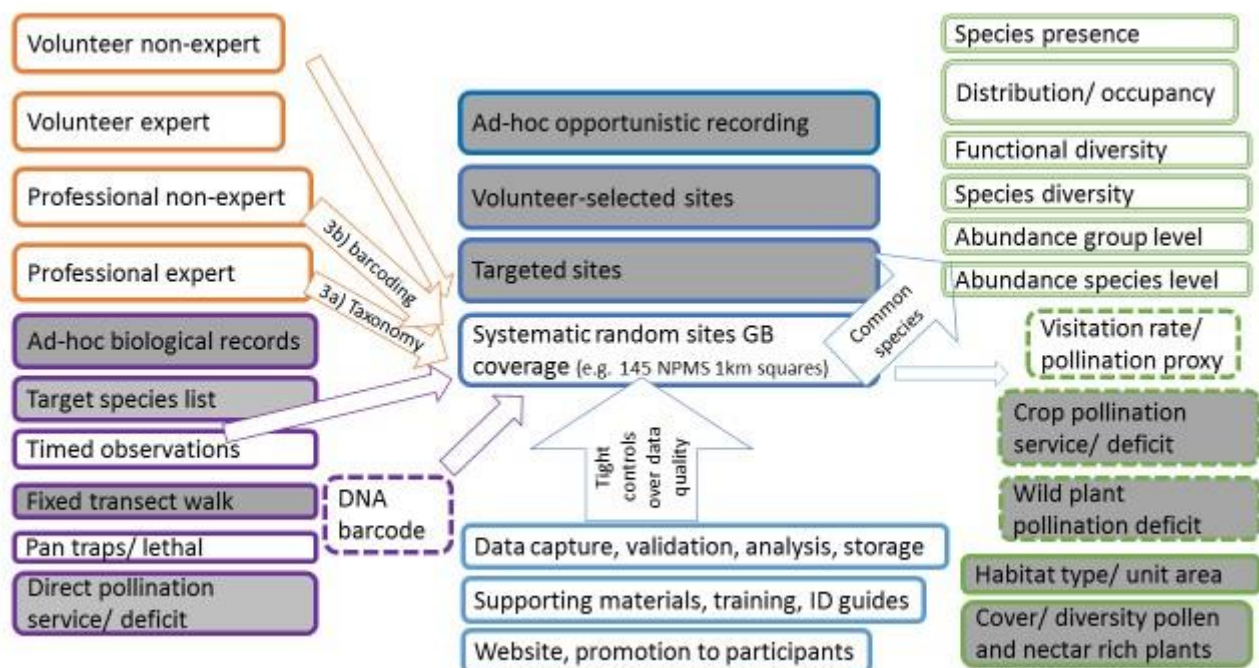 Volunteer non-expert
Volunteer expert
Professional non-expert
Professional expert
3b) barcoding
3a) Taxonomy
Ad-hoc biological records
Target species list
Timed observations
Fixed transect walk
Pan traps/ lethal
Direct pollination
service/ deficit
DNA
barcode
Ad-hoc opportunistic recording
Volunteer-selected sites
Targeted sites
Systematic random sites GB
coverage (e.g. 145 NPMS 1km squares)
Common
species
Tight
controls
over data
quality
Data capture, validation, analysis, storage
Supporting materials, training, ID guides
Website, promotion to participants
Species presence
Distribution/ occupancy
Functional diversity
Species diversity
Abundance group level
Abundance species level
Visitation rate/
pollination proxy
Crop pollination
service/ deficit
Wild plant
pollination deficit
Habitat type/ unit area
Cover/ diversity pollen
and nectar rich plants